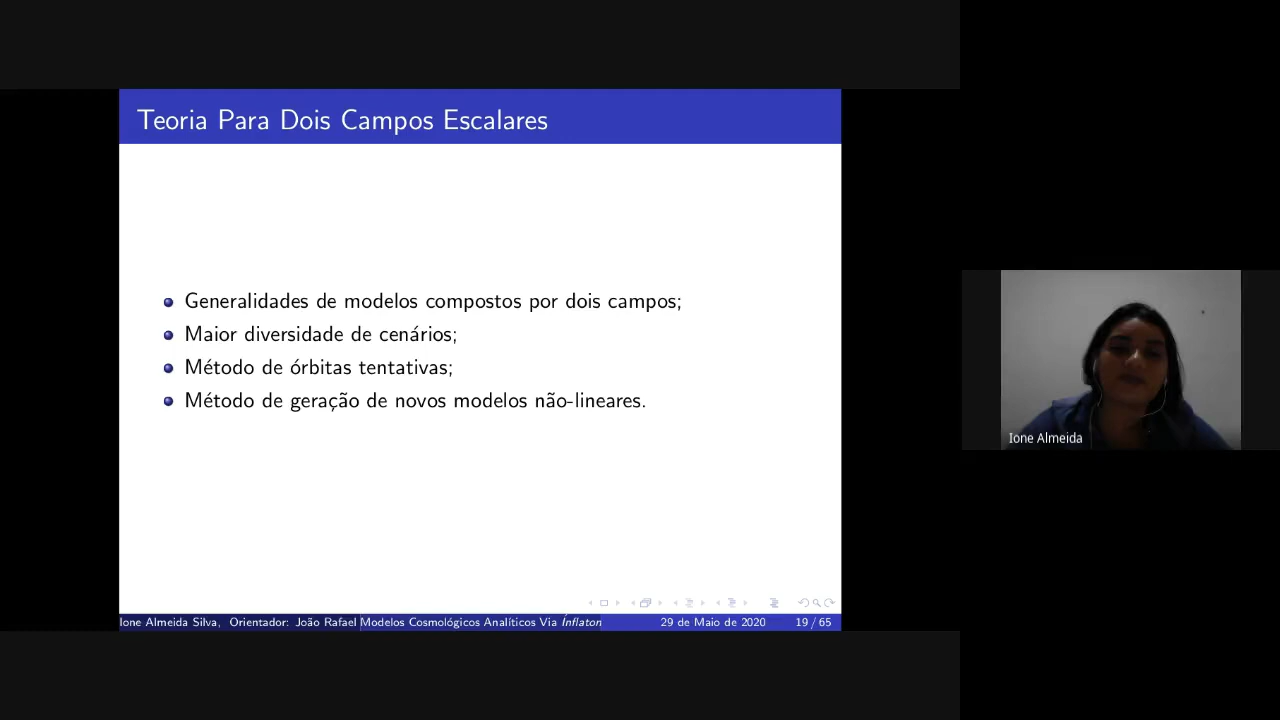 Teoria Para Dois Campos Escalares
Generalidades de modelos compostos por dois campos;
Maior diversidade de cenários;
Método de órbitas tentativas;
Método de geração de novos modelos não-lineares.
Ione Almeida
Ione Almeida Silva, Orientador: João Rafael Modelos Cosmológicos Analíticos Via Ínflaton 29 de Maio de 2020 19 / 65